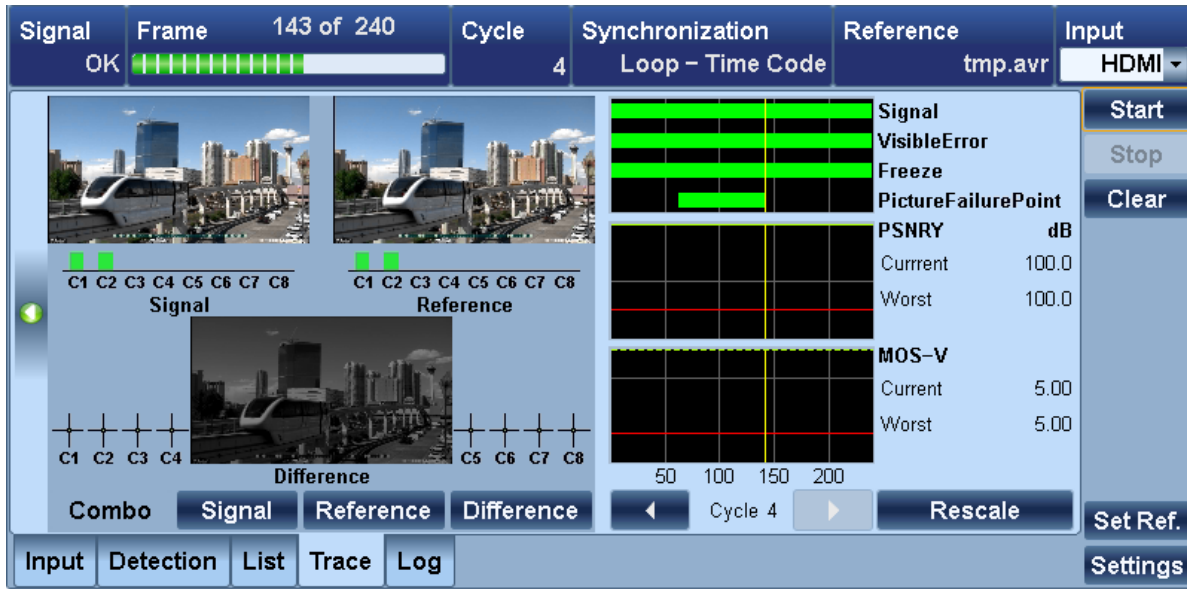 Signal Frame 143 of 240 Cycle Synchronization Reference Input
OK 4 Loop – Time Code tmp.avr HDMI
Signal
VisibleError
Freeze
PictureFailurePoint
PSNRY dB
Currrent 100.0
Worst 100.0
MOS–V
Current 5.00
Worst 5.00
50 100 150 200
C1 C2 C3 C4 C5 C6 C7 C8
Signal
C1 C2 C3 C4 C5 C6 C7 C8
Reference
C1 C2 C3 C4
C5 C6 C7 C8
Difference
Combo Signal Reference Difference
Cycle 4 Rescale
Start
Stop
Clear
Set Ref.
Settings
Input Detection List Trace Log